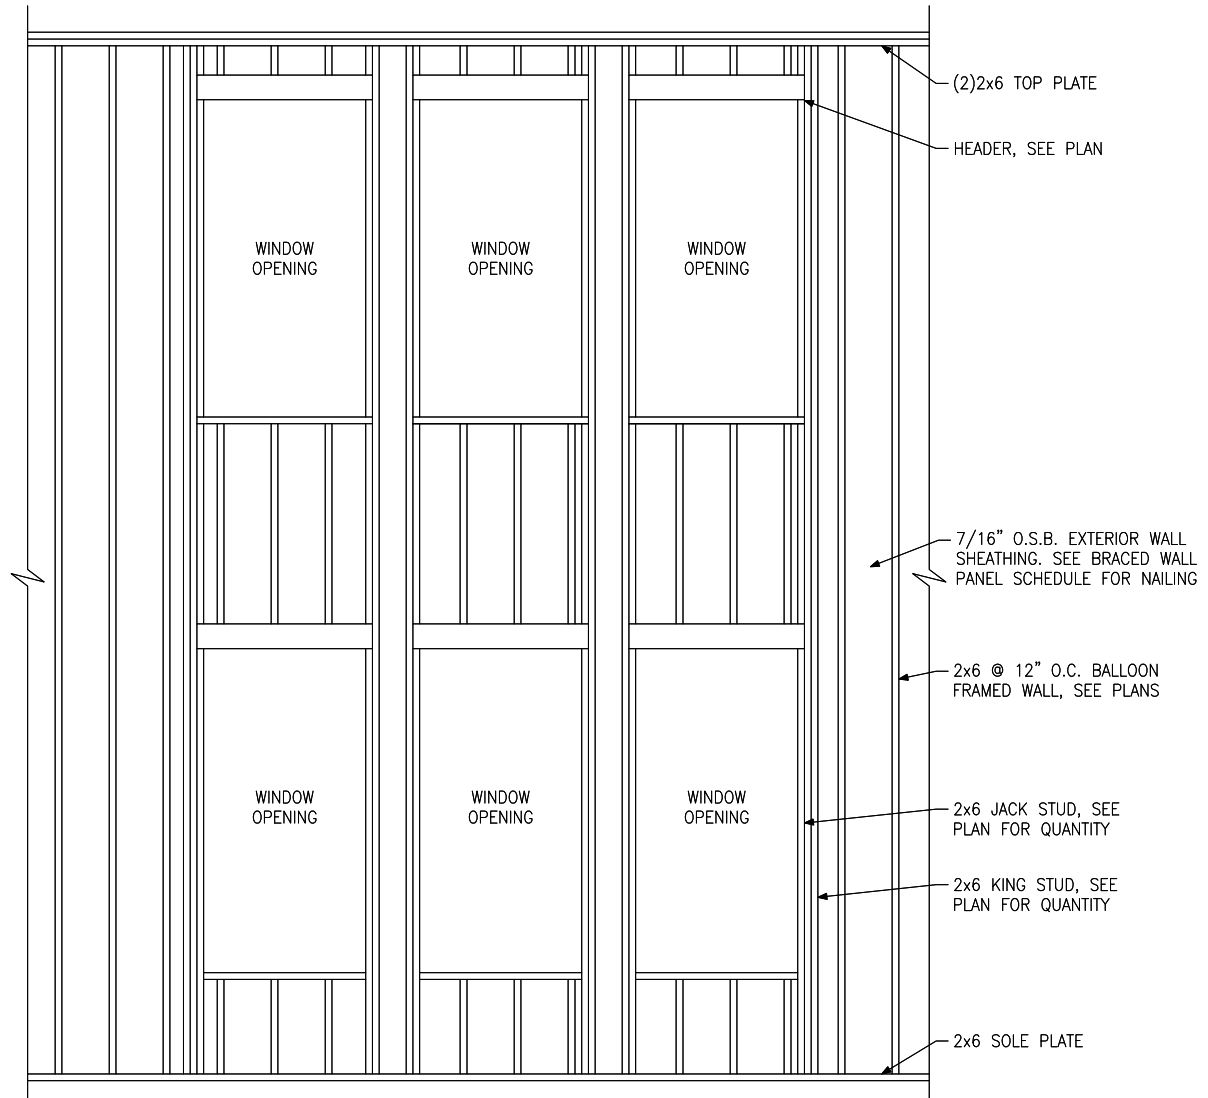 (2)2x6 TOP PLATE
HEADER, SEE PLAN
WINDOW
OPENING
WINDOW
OPENING
WINDOW
OPENING
7/16” O.S.B. EXTERIOR WALL
SHEATHING. SEE BRACED WALL
PANEL SCHEDULE FOR NAILING
2x6 @ 12” O.C. BALLOON
FRAMED WALL, SEE PLANS
WINDOW
OPENING
WINDOW
OPENING
WINDOW
OPENING
2x6 JACK STUD, SEE
PLAN FOR QUANTITY
2x6 KING STUD, SEE
PLAN FOR QUANTITY
2x6 SOLE PLATE